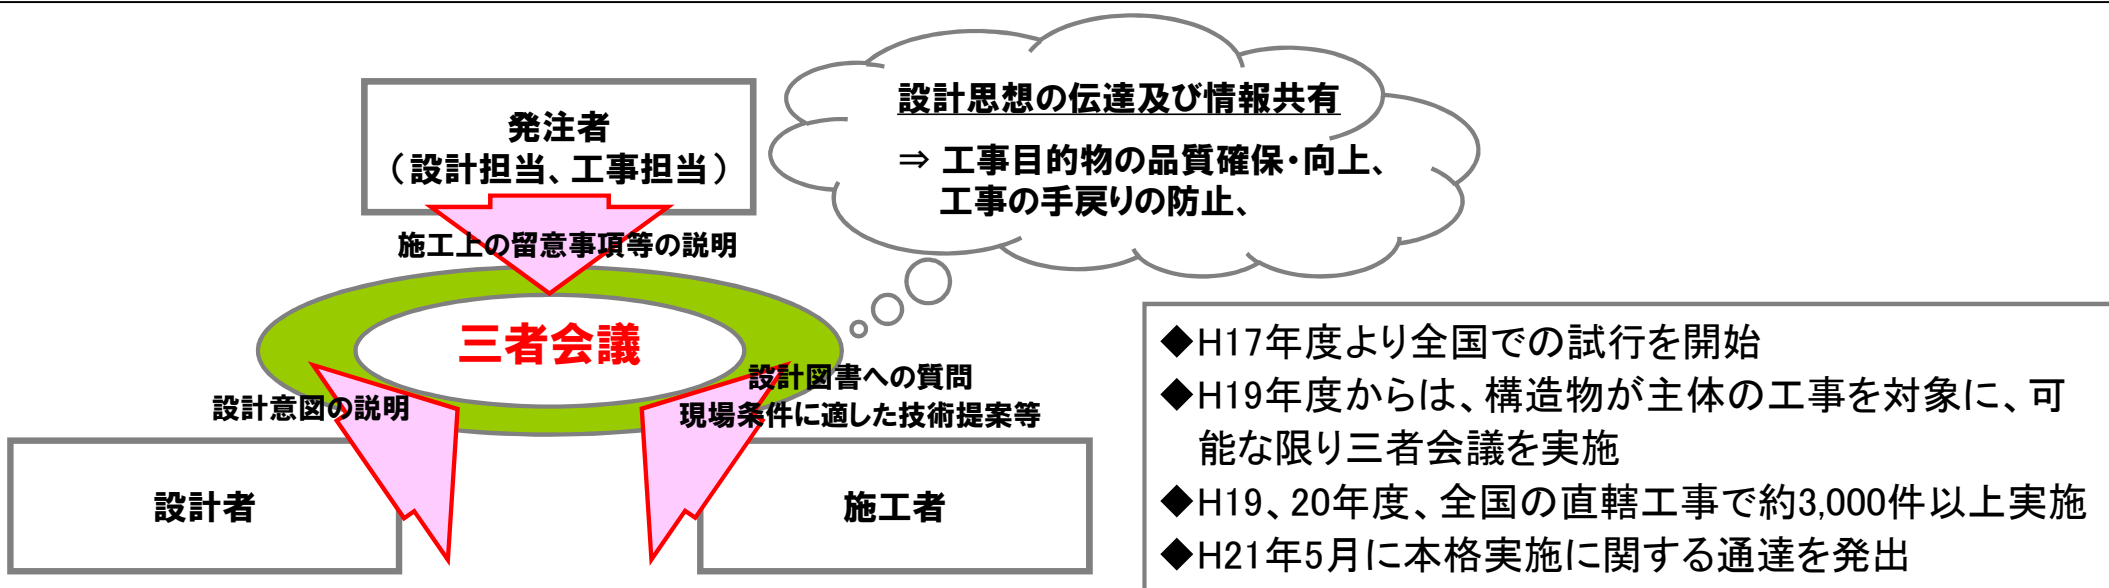 発注者
（設計担当、工事担当）
施工上の留意事項等の説明
設計思想の伝達及び情報共有
⇒ 工事目的物の品質確保・向上、
工事の手戻りの防止、
三者会議
設計意図の説明
設計図書への質問
現場条件に適した技術提案等
設計者
施工者
◆H17年度より全国での試行を開始
◆H19年度からは、構造物が主体の工事を対象に、可
能な限り三者会議を実施
◆H19、20年度、全国の直轄工事で約3,000件以上実施
◆H21年5月に本格実施に関する通達を発出